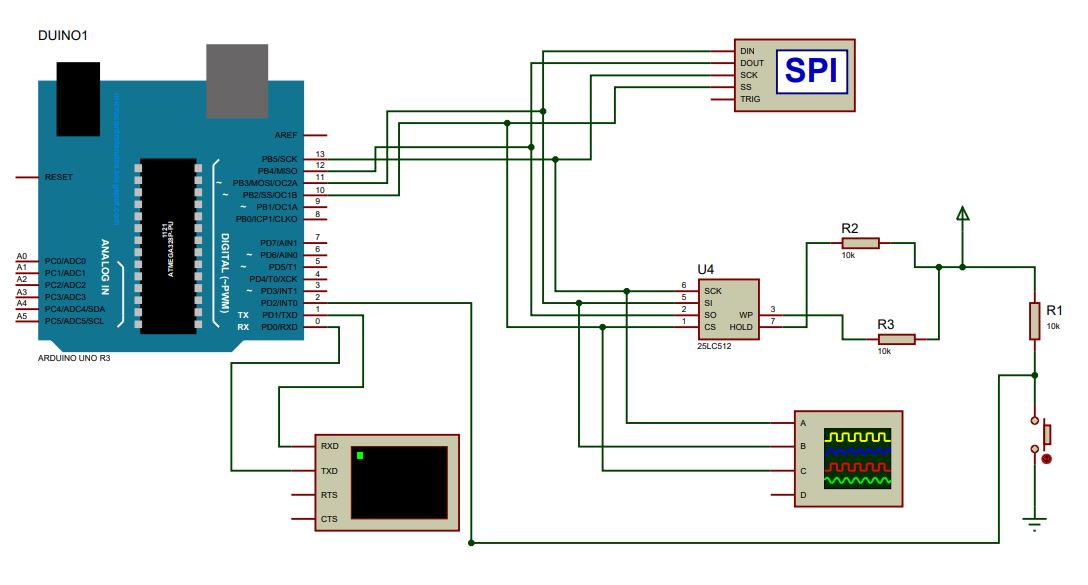 DUINO1
microcontrolandos.blogspot.com
RESET
AREF
PB5/SCK 13
PB4/MISO 12
~ PB3/MOSI/OC2A 11
~ PB2/SS/OC1B 10
~ PB1/OC1A 9
PB0/ICP1/CLKO 8
PD7/AIN1 7
~ PD6/AIN0 6
~ PD5/T1 5
PD4/T0/XCK 4
~ PD3/INT1 3
PD2/INT0 2
TX PD1/TXD 1
RX PD0/RXD 0
1121
ATMEGA328P-PU
DIGITAL (~PWM)
ANALOG IN
A0 PC0/ADC0
A1 PC1/ADC1
A2 PC2/ADC2
A3 PC3/ADC3
A4 PC4/ADC4/SDA
A5 PC5/ADC5/SCL
ARDUINO UNO R3
DIN
DOUT
SCK
SS
TRIG
SPI
R2
10k
U4
6 SCK
5 SI
2 SO WP 3
1 CS HOLD 7
25LC512
R3
10k
R1
10k
RXD
TXD
RTS
CTS
A
B
C
D